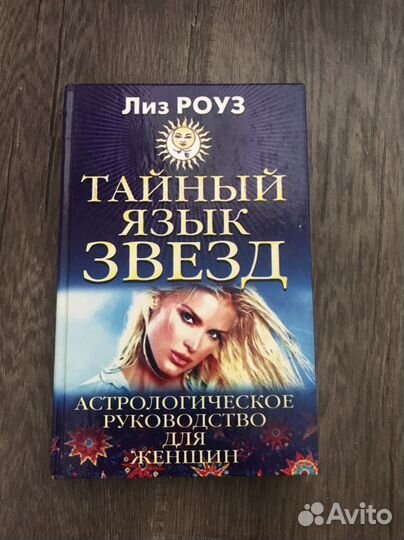 Лиз РОУЗ
ТАЙНЫЙ
ЯЗЫК
ЗВЕЗД
АСТРОЛОГИЧЕСКОЕ
РУКОВОДСТВО
ДЛЯ
ЖЕНЩИН
Avito